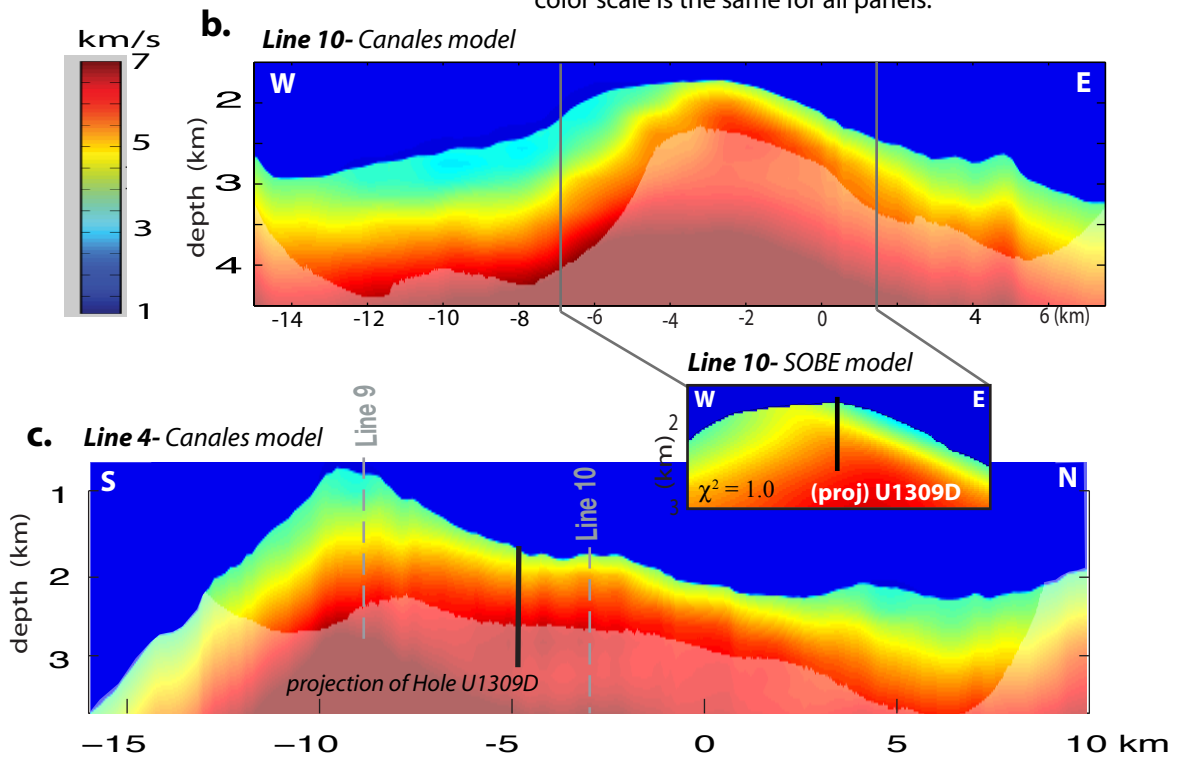 color scale is the same for all panels.
b.
km/s
Line 10- Canales model
7
5
3
1
W
E
depth (km)
2
3
4
-14 -12 -10 -8 -6 -4 -2 0 4 6 (km)
Line 10- SOBE model
W
E
2
3
(km)
χ² = 1.0
(proj) U1309D
c.
Line 4- Canales model
Line 9
Line 10
S
N
depth (km)
1
2
3
projection of Hole U1309D
−15 −10 -5 0 5 10 km